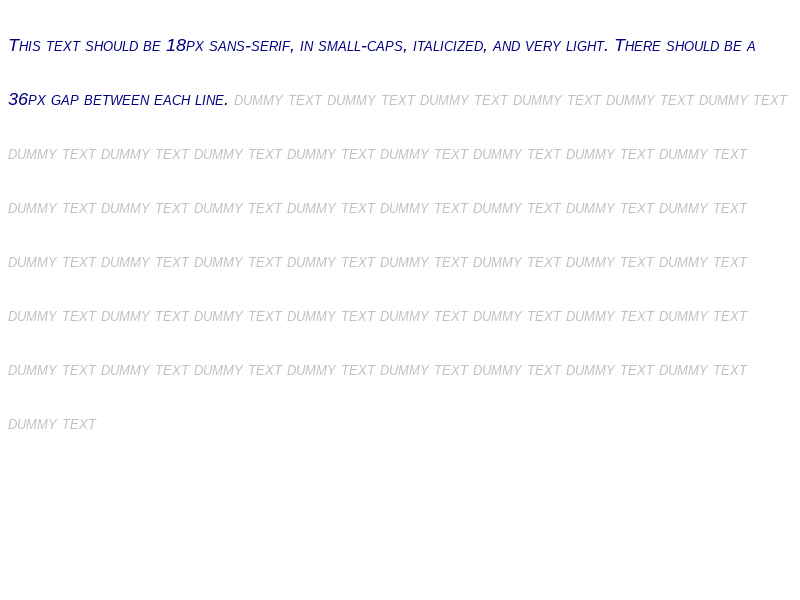 This text should be 18px sans-serif, in small-caps, italicized, and very light. There should be a
36px gap between each line. dummy text dummy text dummy text dummy text dummy text dummy text
dummy text dummy text dummy text dummy text dummy text dummy text dummy text dummy text
dummy text dummy text dummy text dummy text dummy text dummy text dummy text dummy text
dummy text dummy text dummy text dummy text dummy text dummy text dummy text dummy text
dummy text dummy text dummy text dummy text dummy text dummy text dummy text dummy text
dummy text dummy text dummy text dummy text dummy text dummy text dummy text dummy text
dummy text